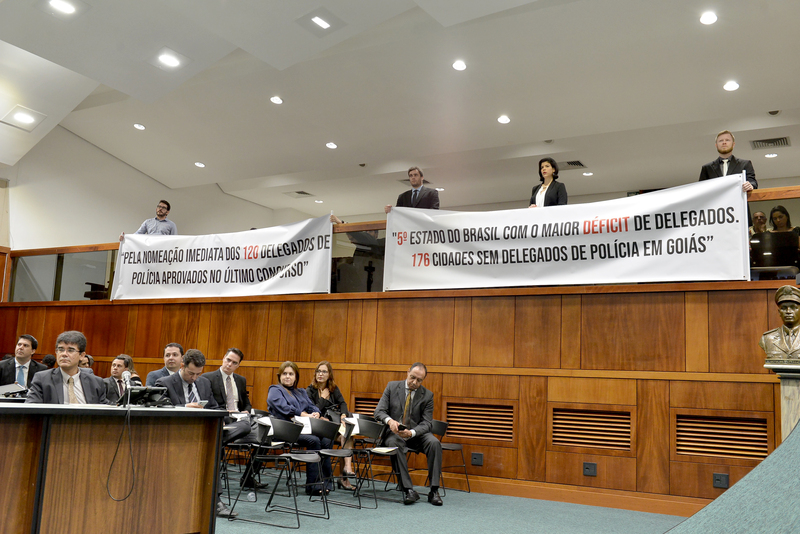 "PELA NOMEAÇÃO IMEDIATA DOS 120 DELEGADOS DE
POLÍCIA APROVADOS NO ÚLTIMO CONCURSO"
"5º ESTADO DO BRASIL COM O MAIOR DÉFICIT DE DELEGADOS.
176 CIDADES SEM DELEGADOS DE POLÍCIA EM GOIÁS"